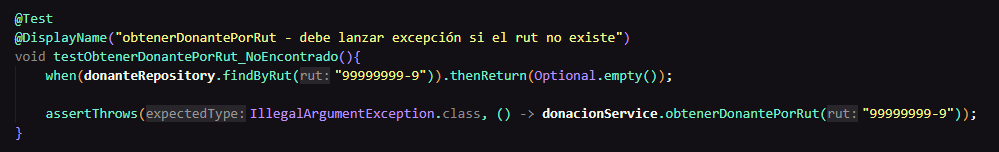 @Test
@DisplayName("obtenerDonantePorRut - debe lanzar excepción si el rut no existe")
void testObtenerDonantePorRut_NoEncontrado(){
    when(donanteRepository.findByRut( rut: "99999999-9")).thenReturn(Optional.empty());
    assertThrows( expectedType: IllegalArgumentException.class, () -> donacionService.obtenerDonantePorRut( rut: "99999999-9"));
}